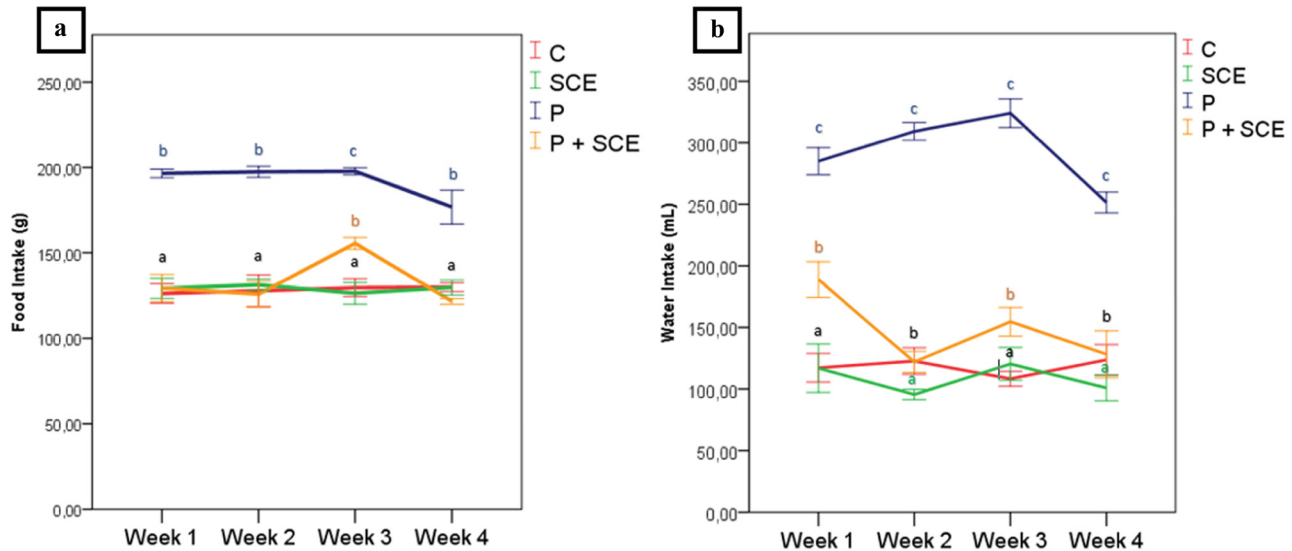 a
C
SCE
P
P + SCE
250,00
200,00
150,00
100,00
50,00
0,00
Food Intake (g)
b
b
c
b
b
a
a
a
a
Week 1 Week 2 Week 3 Week 4
b
C
SCE
P
P + SCE
350,00
300,00
250,00
200,00
150,00
100,00
50,00
0,00
Water Intake (mL)
c
c
c
c
b
b
a
b
a
b
a
a
Week 1 Week 2 Week 3 Week 4